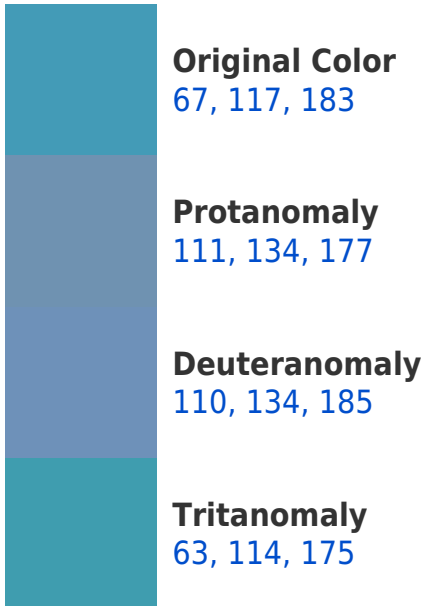 Original Color
67, 117, 183
Protanomaly
111, 134, 177
Deuteranomaly
110, 134, 185
Tritanomaly
63, 114, 175